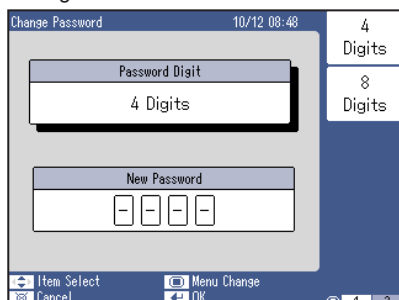 Change Password 10/12 08:48
4
Digits
8
Digits
Password Digit
4 Digits
New Password
- - - -
Item Select Menu Change
Cancel OK